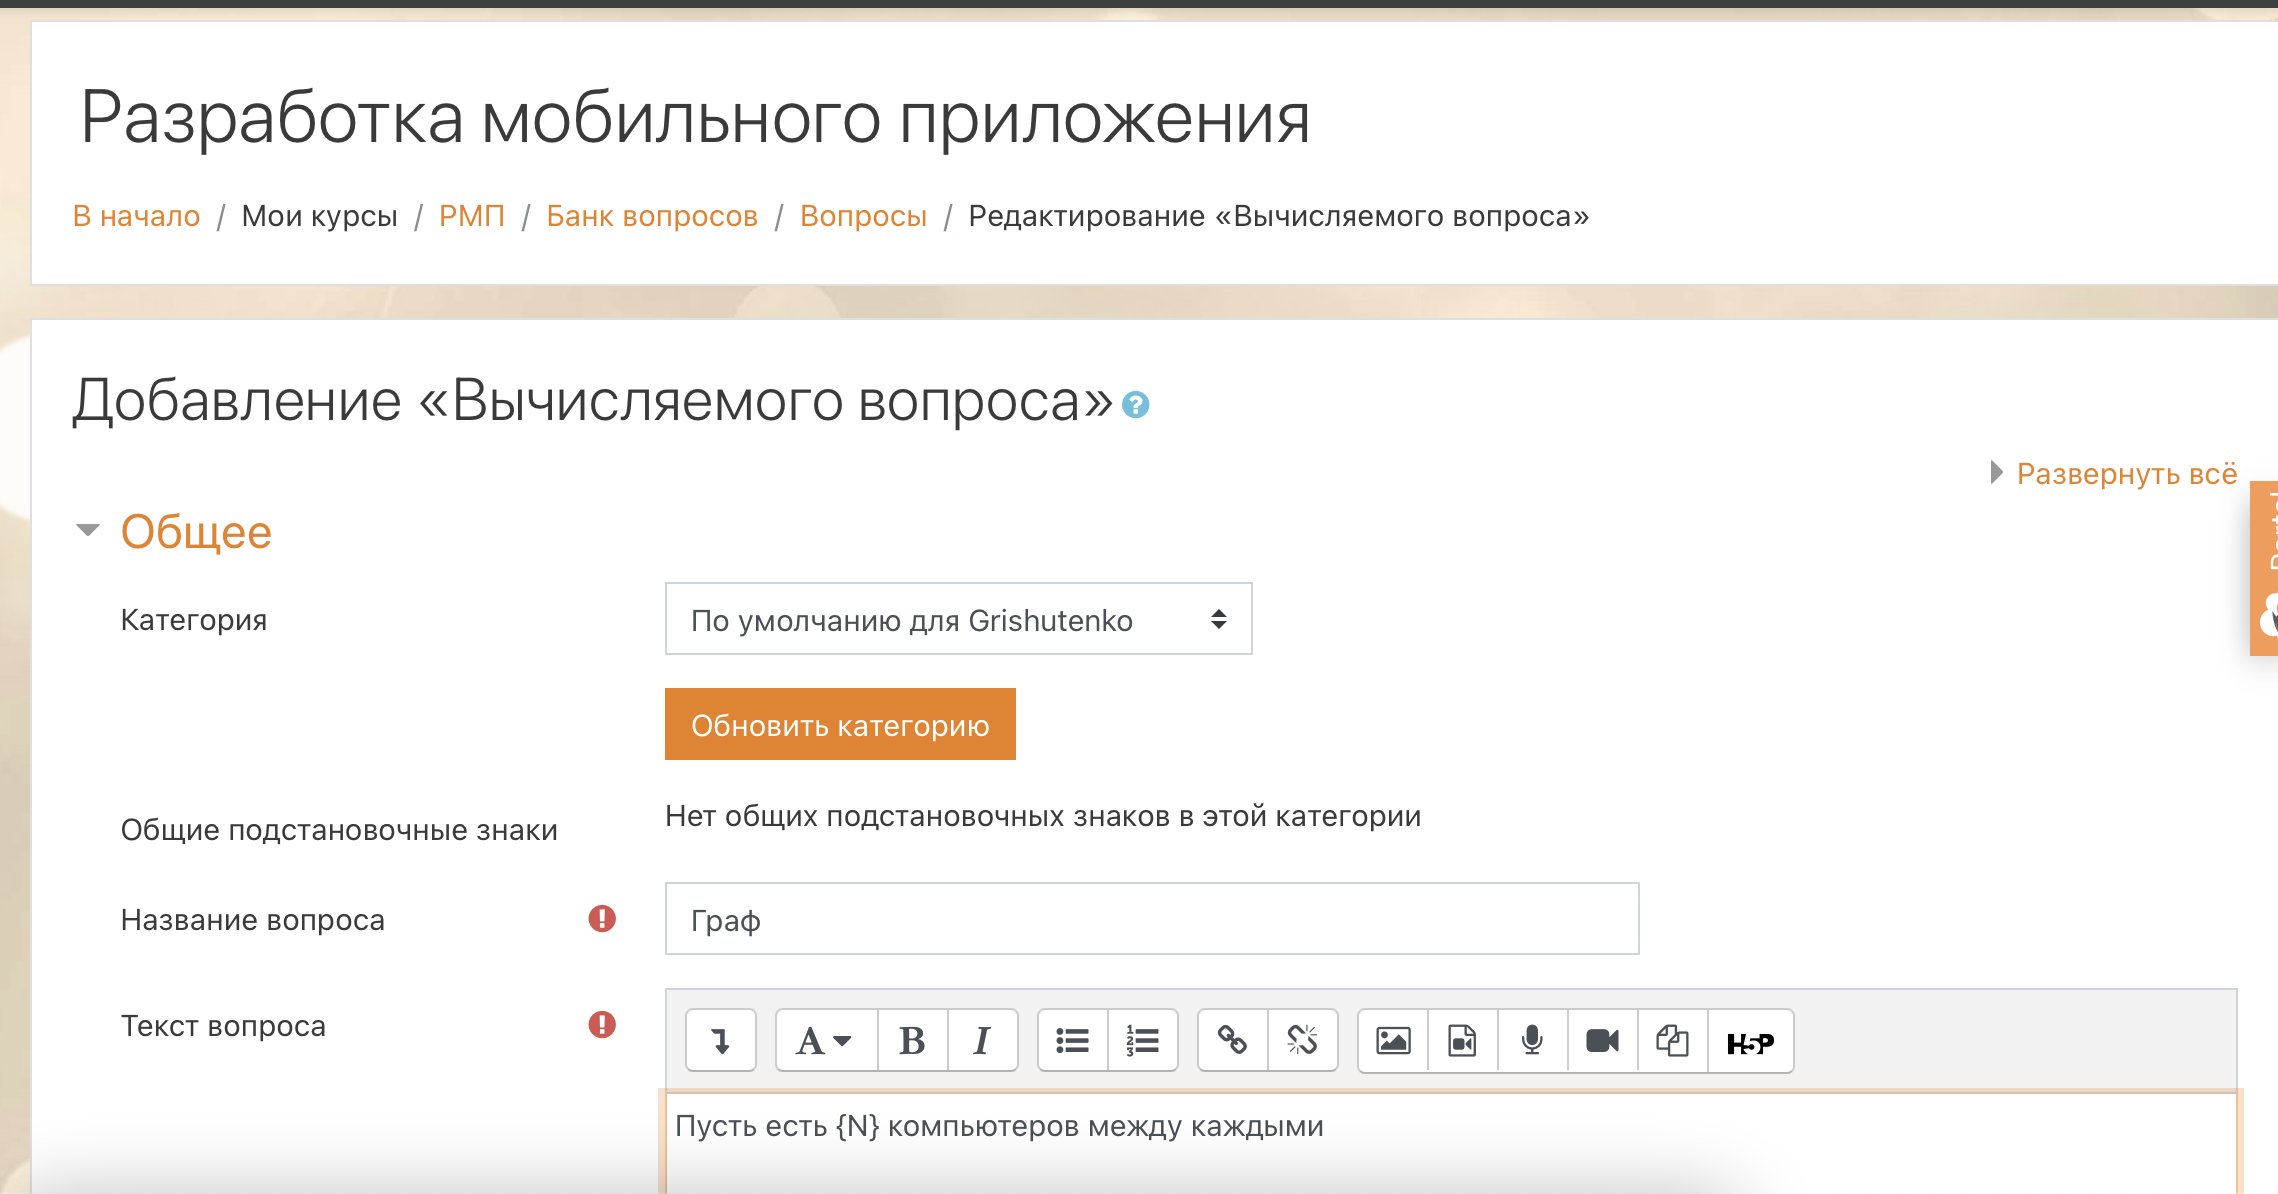 Разработка мобильного приложения
В начало / Мои курсы / РМП / Банк вопросов / Вопросы / Редактирование «Вычисляемого вопроса»
Добавление «Вычисляемого вопроса»
Развернуть всё
Общее
Категория
По умолчанию для Grishutenko
Обновить категорию
Общие подстановочные знаки
Нет общих подстановочных знаков в этой категории
Название вопроса
Граф
Текст вопроса
A B I H5P
Пусть есть {N} компьютеров между каждыми